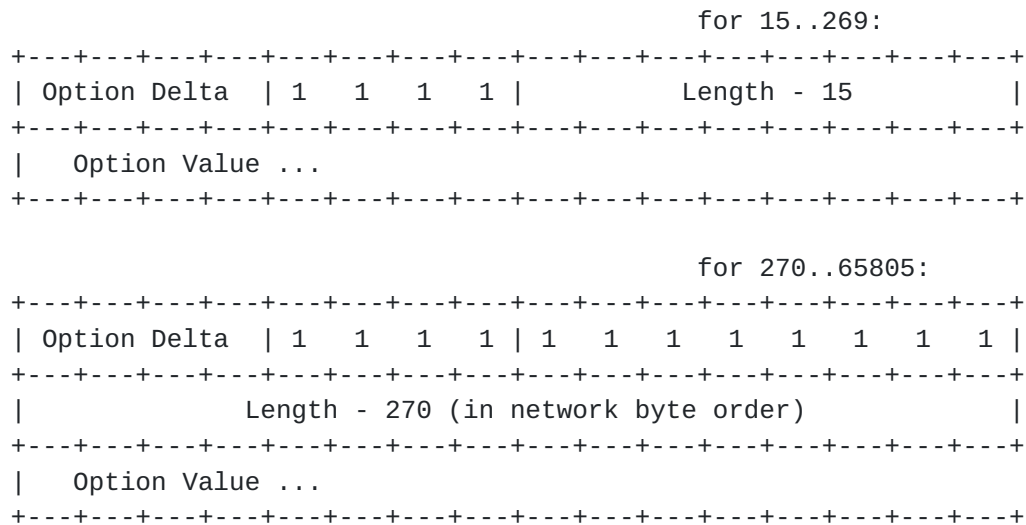 for 15..269:
+---+---+---+---+---+---+---+---+---+---+---+---+---+---+---+---+
| Option Delta  | 1   1   1   1 |          Length - 15          |
+---+---+---+---+---+---+---+---+---+---+---+---+---+---+---+---+
|   Option Value ...
+---+---+---+---+---+---+---+---+---+---+---+---+---+---+---+---+
for 270..65805:
+---+---+---+---+---+---+---+---+---+---+---+---+---+---+---+---+
| Option Delta  | 1   1   1   1 | 1   1   1   1   1   1   1   1 |
+---+---+---+---+---+---+---+---+---+---+---+---+---+---+---+---+
|              Length - 270 (in network byte order)             |
+---+---+---+---+---+---+---+---+---+---+---+---+---+---+---+---+
|   Option Value ...
+---+---+---+---+---+---+---+---+---+---+---+---+---+---+---+---+